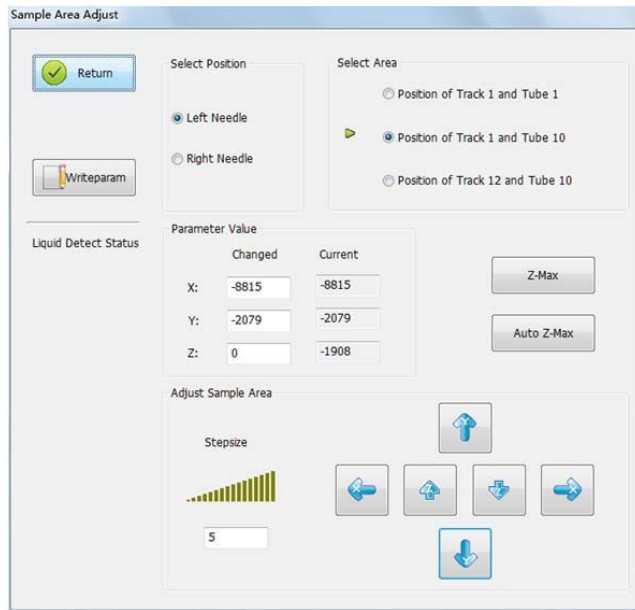 Sample Area Adjust
Return
Writeparam
Liquid Detect Status
Select Position
Left Needle
Right Needle
Select Area
Position of Track 1 and Tube 1
Position of Track 1 and Tube 10
Position of Track 12 and Tube 10
Parameter Value
Changed Current
X: -8815 -8815
Y: -2079 -2079
Z: 0 -1908
Z-Max
Auto Z-Max
Adjust Sample Area
Stepsize
5
Y
X Z Z X
Y